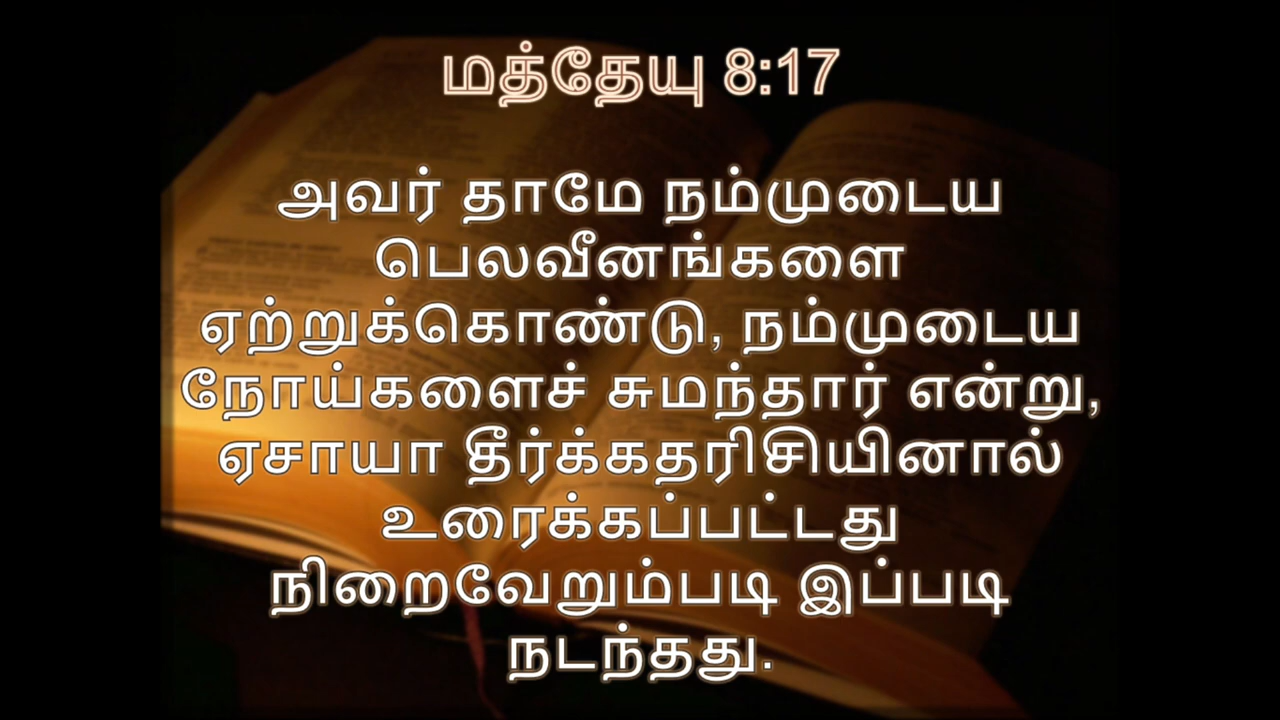 மத்தேயு 8:17
அவர் தாமே நம்முடைய
பெலவீனங்களை
ஏற்றுக்கொண்டு, நம்முடைய
நோய்களைச் சுமந்தார் என்று,
ஏசாயா தீர்க்கதரிசியினால்
உரைக்கப்பட்டது
நிறைவேறும்படி இப்படி
நடந்தது.